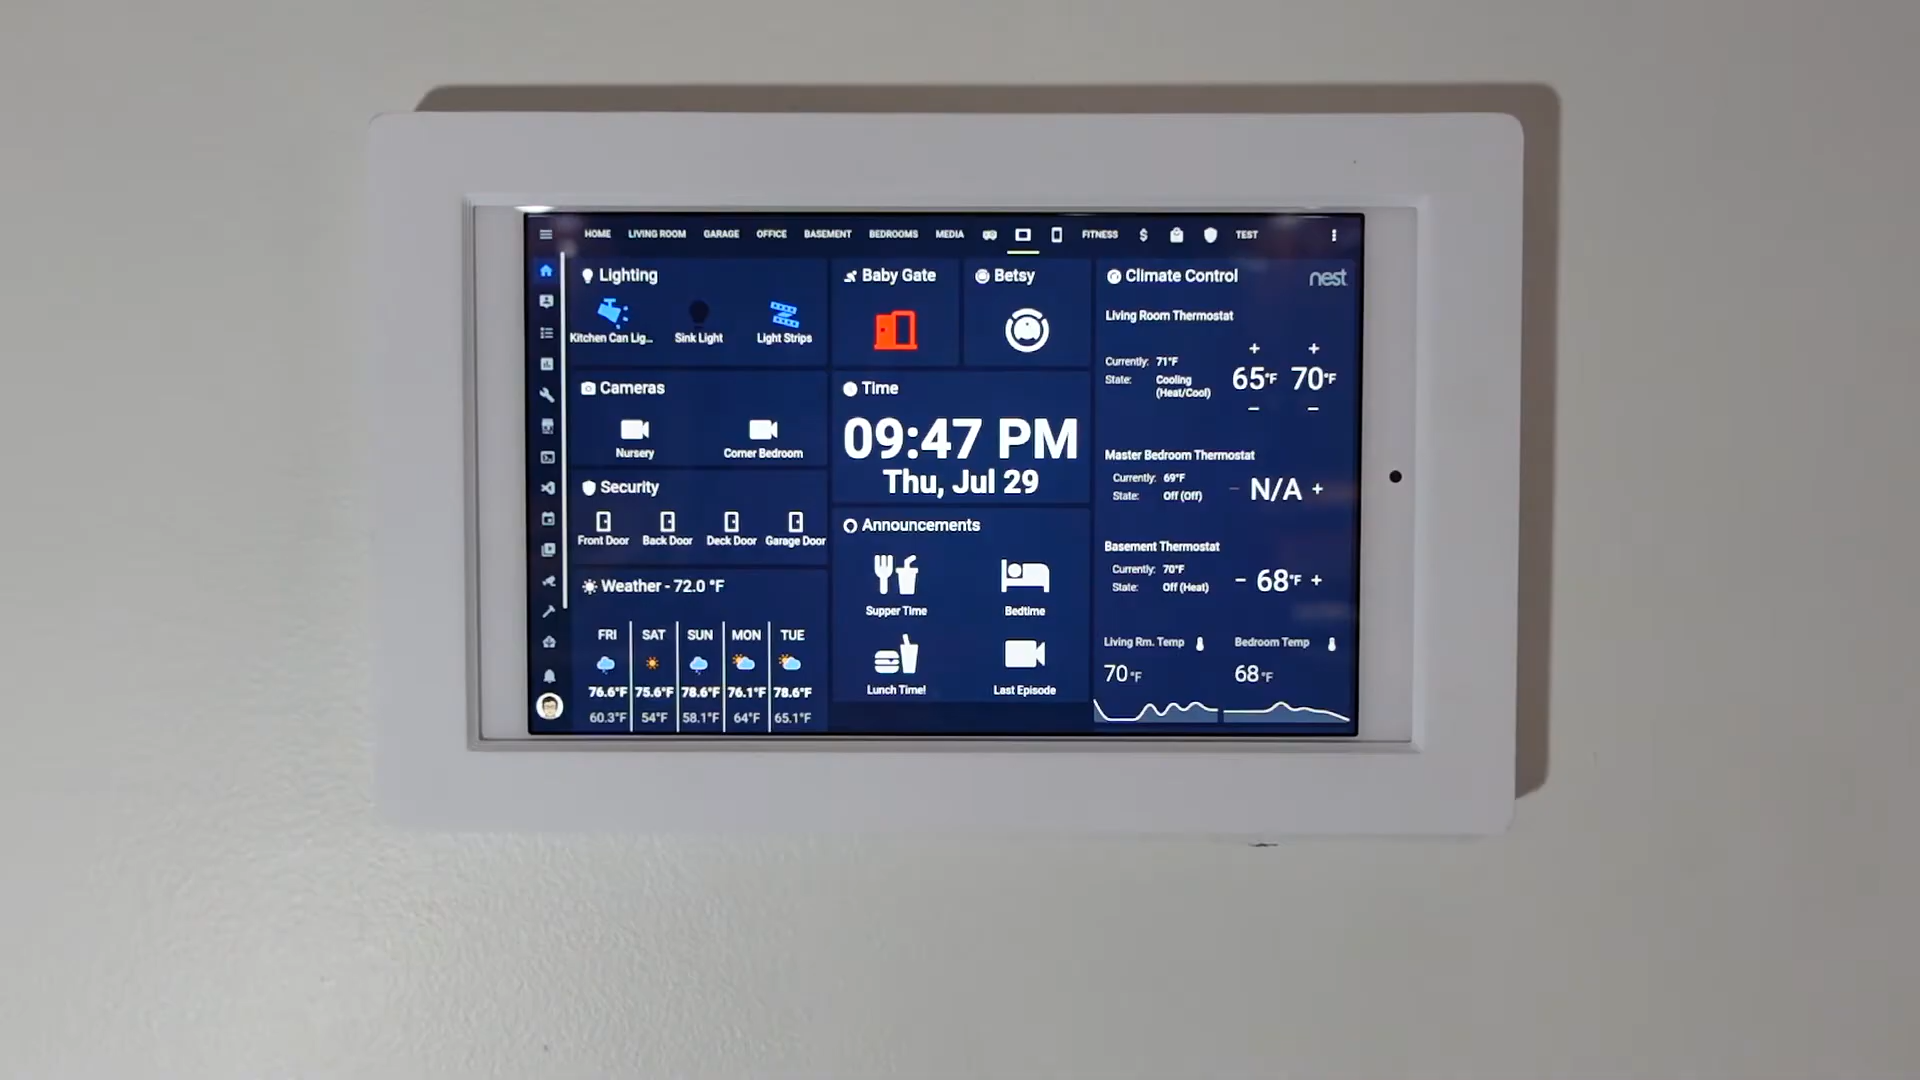 HOME LIVING ROOM GARAGE OFFICE BASEMENT BEDROOMS MEDIA FITNESS $ TEST
Lighting
Kitchen Can Lig... Sink Light Light Strips
Cameras
Nursery Corner Bedroom
Security
Front Door Back Door Deck Door Garage Door
Weather - 72.0 °F
FRI SAT SUN MON TUE
76.6°F 75.6°F 78.6°F 76.1°F 78.6°F
60.3°F 54°F 58.1°F 64°F 65.1°F
Baby Gate
Betsy
Time
09:47 PM
Thu, Jul 29
Announcements
Supper Time Bedtime
Lunch Time! Last Episode
Climate Control nest
Living Room Thermostat
Currently: 71°F
State: Cooling
(Heat/Cool)
+ +
65°F 70°F
− −
Master Bedroom Thermostat
Currently: 69°F
State: Off (Off)
− N/A +
Basement Thermostat
Currently: 70°F
State: Off (Heat)
− 68°F +
Living Rm. Temp Bedroom Temp
70°F 68°F